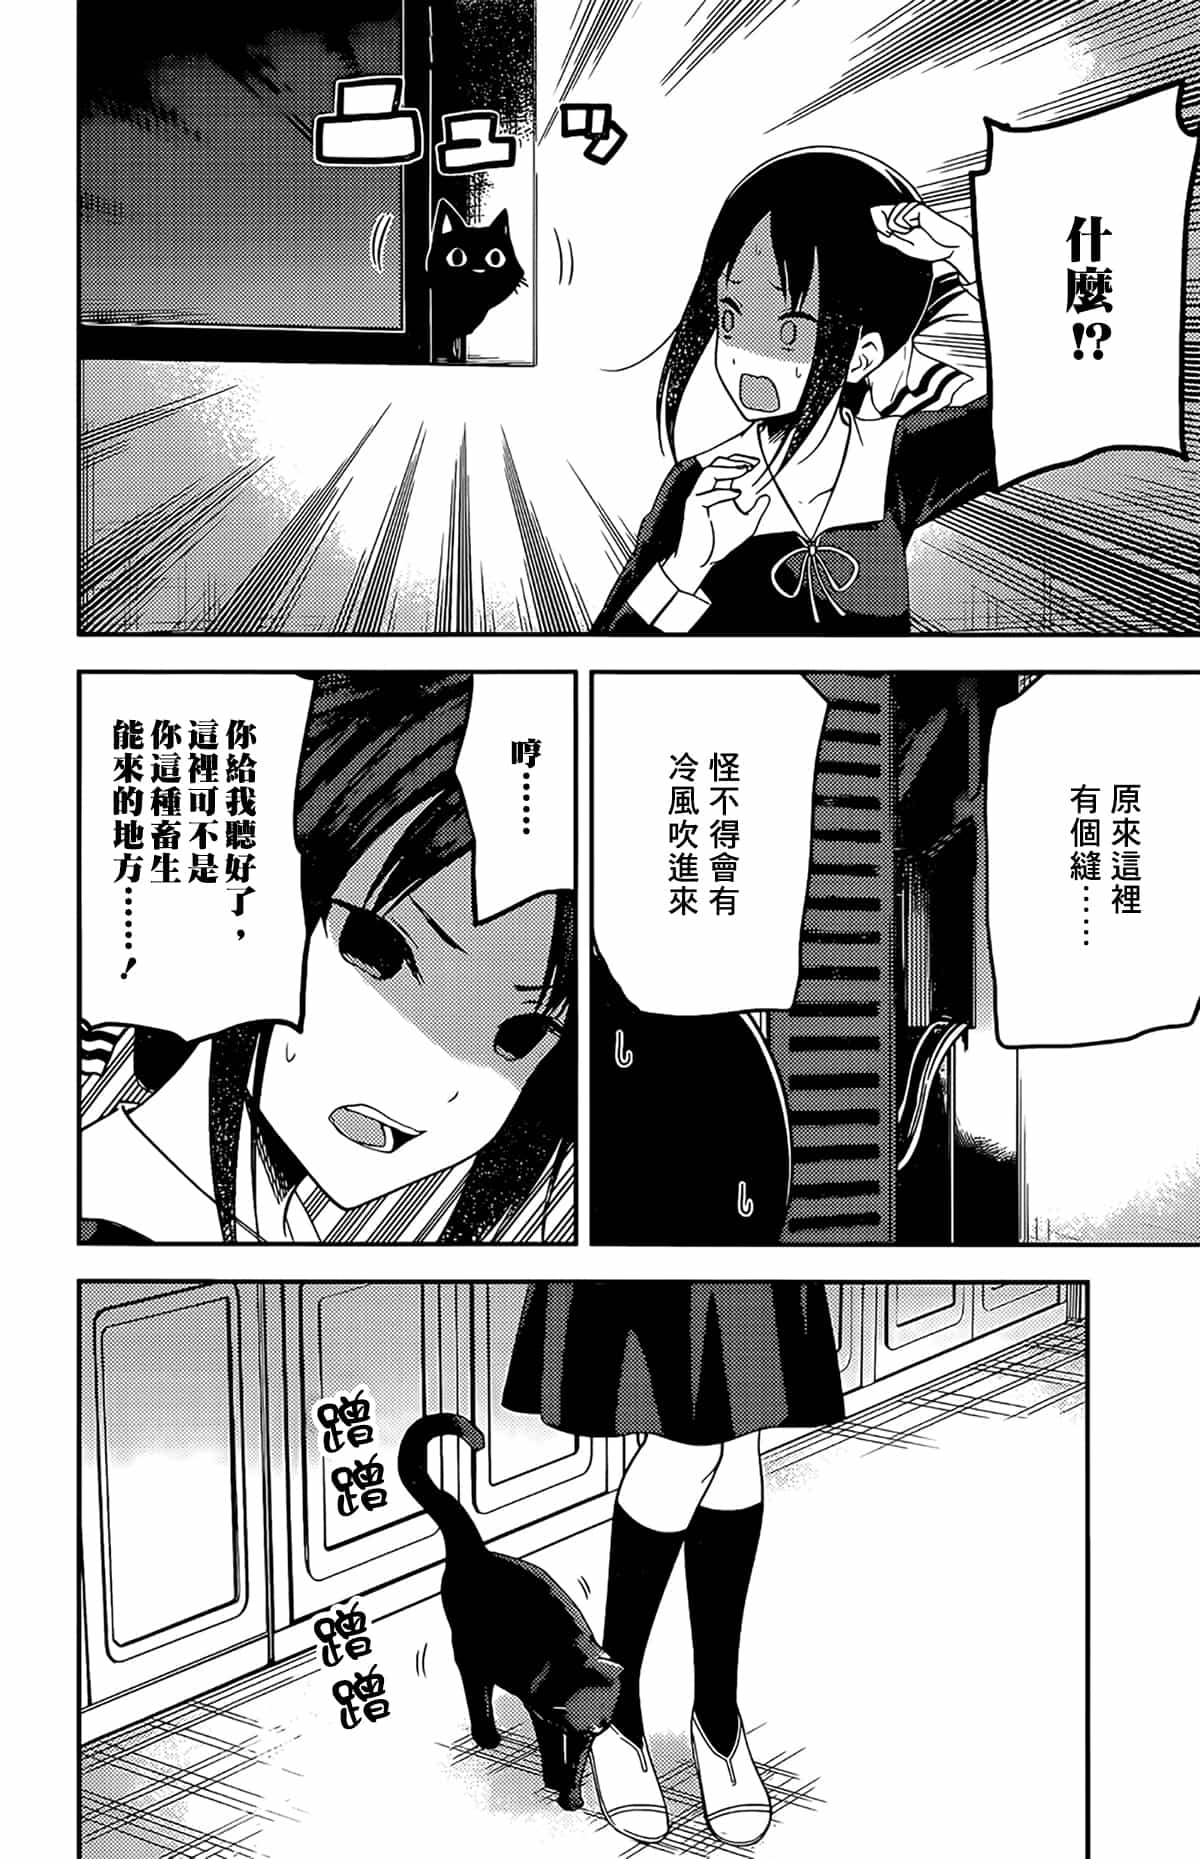 什麼!?
ニュッ
原來這裡
有個縫……
怪不得會有
冷風吹進來
哼……
你給我聽好了，
這裡可不是
你這種畜生
能來的地方……！
蹭
蹭
蹭
蹭